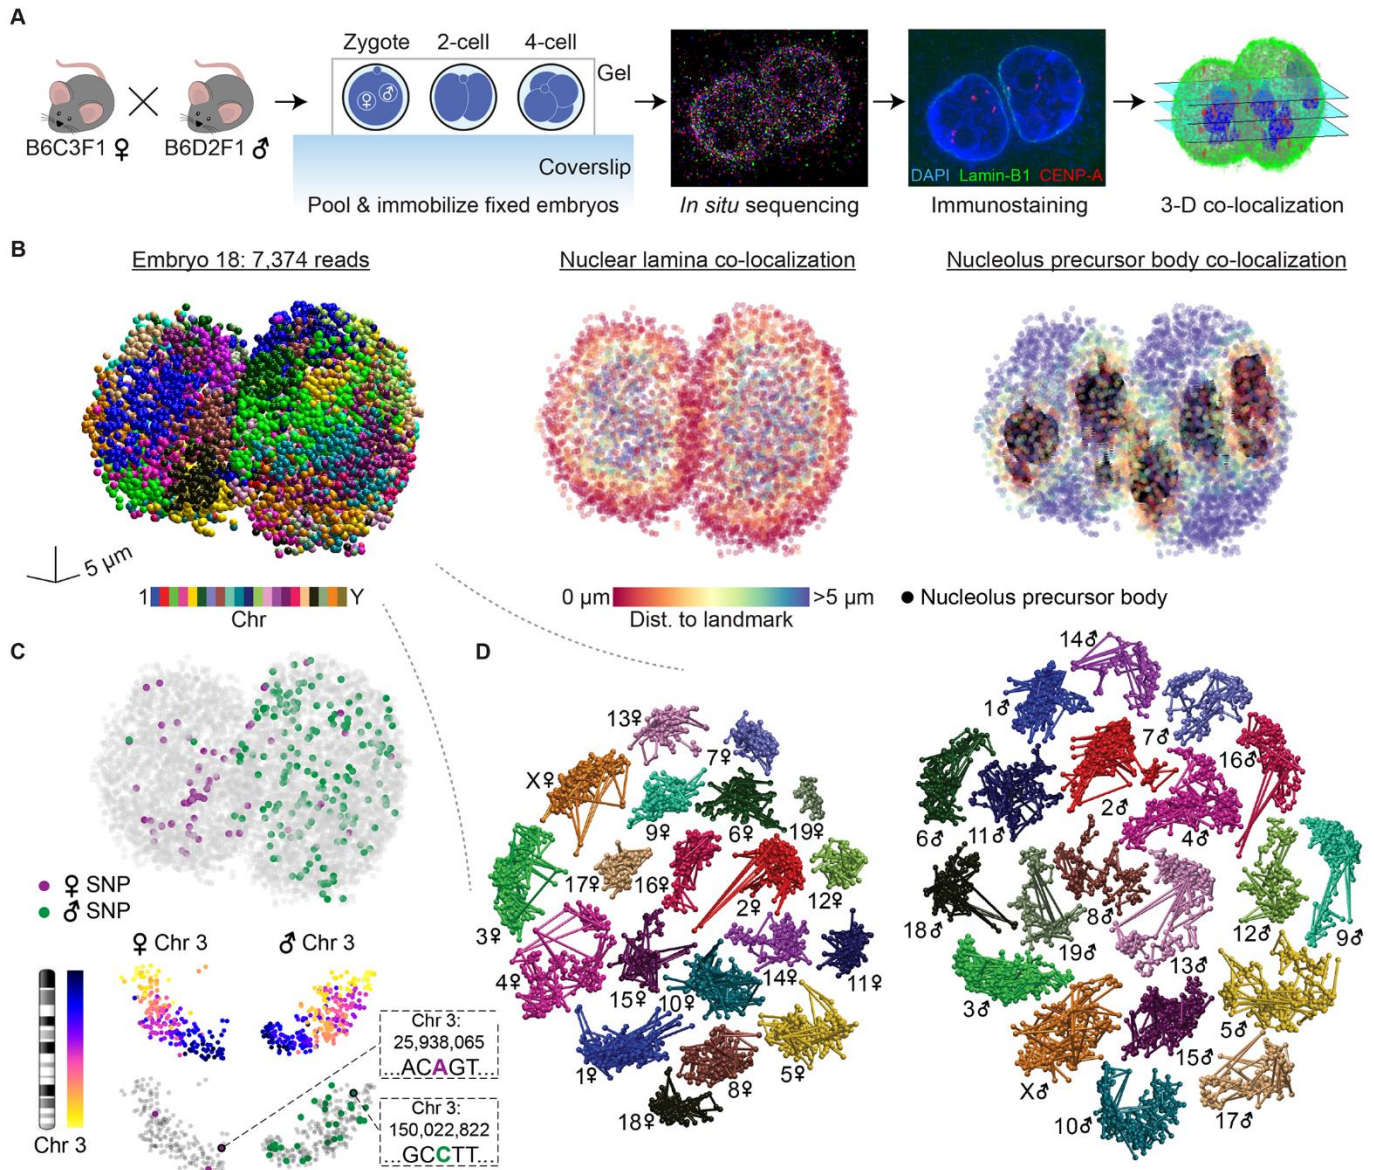 A
B6C3F1 ♀
B6D2F1 ♂
Zygote
2-cell
4-cell
♀
♂
Gel
Coverslip
Pool & immobilize fixed embryos
In situ sequencing
DAPI Lamin-B1 CENP-A
Immunostaining
3-D co-localization
B
Embryo 18: 7,374 reads
Nuclear lamina co-localization
Nucleolus precursor body co-localization
5 µm
1
Y
Chr
0 µm
>5 µm
Dist. to landmark
Nucleolus precursor body
C
♀ SNP
♂ SNP
♀ Chr 3
♂ Chr 3
Chr 3
Chr 3:
25,938,065
...ACAGT...
Chr 3:
150,022,822
...GCCTT...
D
13♀
7♀
X♀
9♀
6♀
19♀
17♀
16♀
2♀
12♀
3♀
4♀
15♀
10♀
14♀
11♀
1♀
8♀
5♀
18♀
14♂
1♂
7♂
16♂
2♂
6♂
11♂
4♂
18♂
19♂
8♂
13♂
12♂
9♂
3♂
X♂
15♂
5♂
10♂
17♂